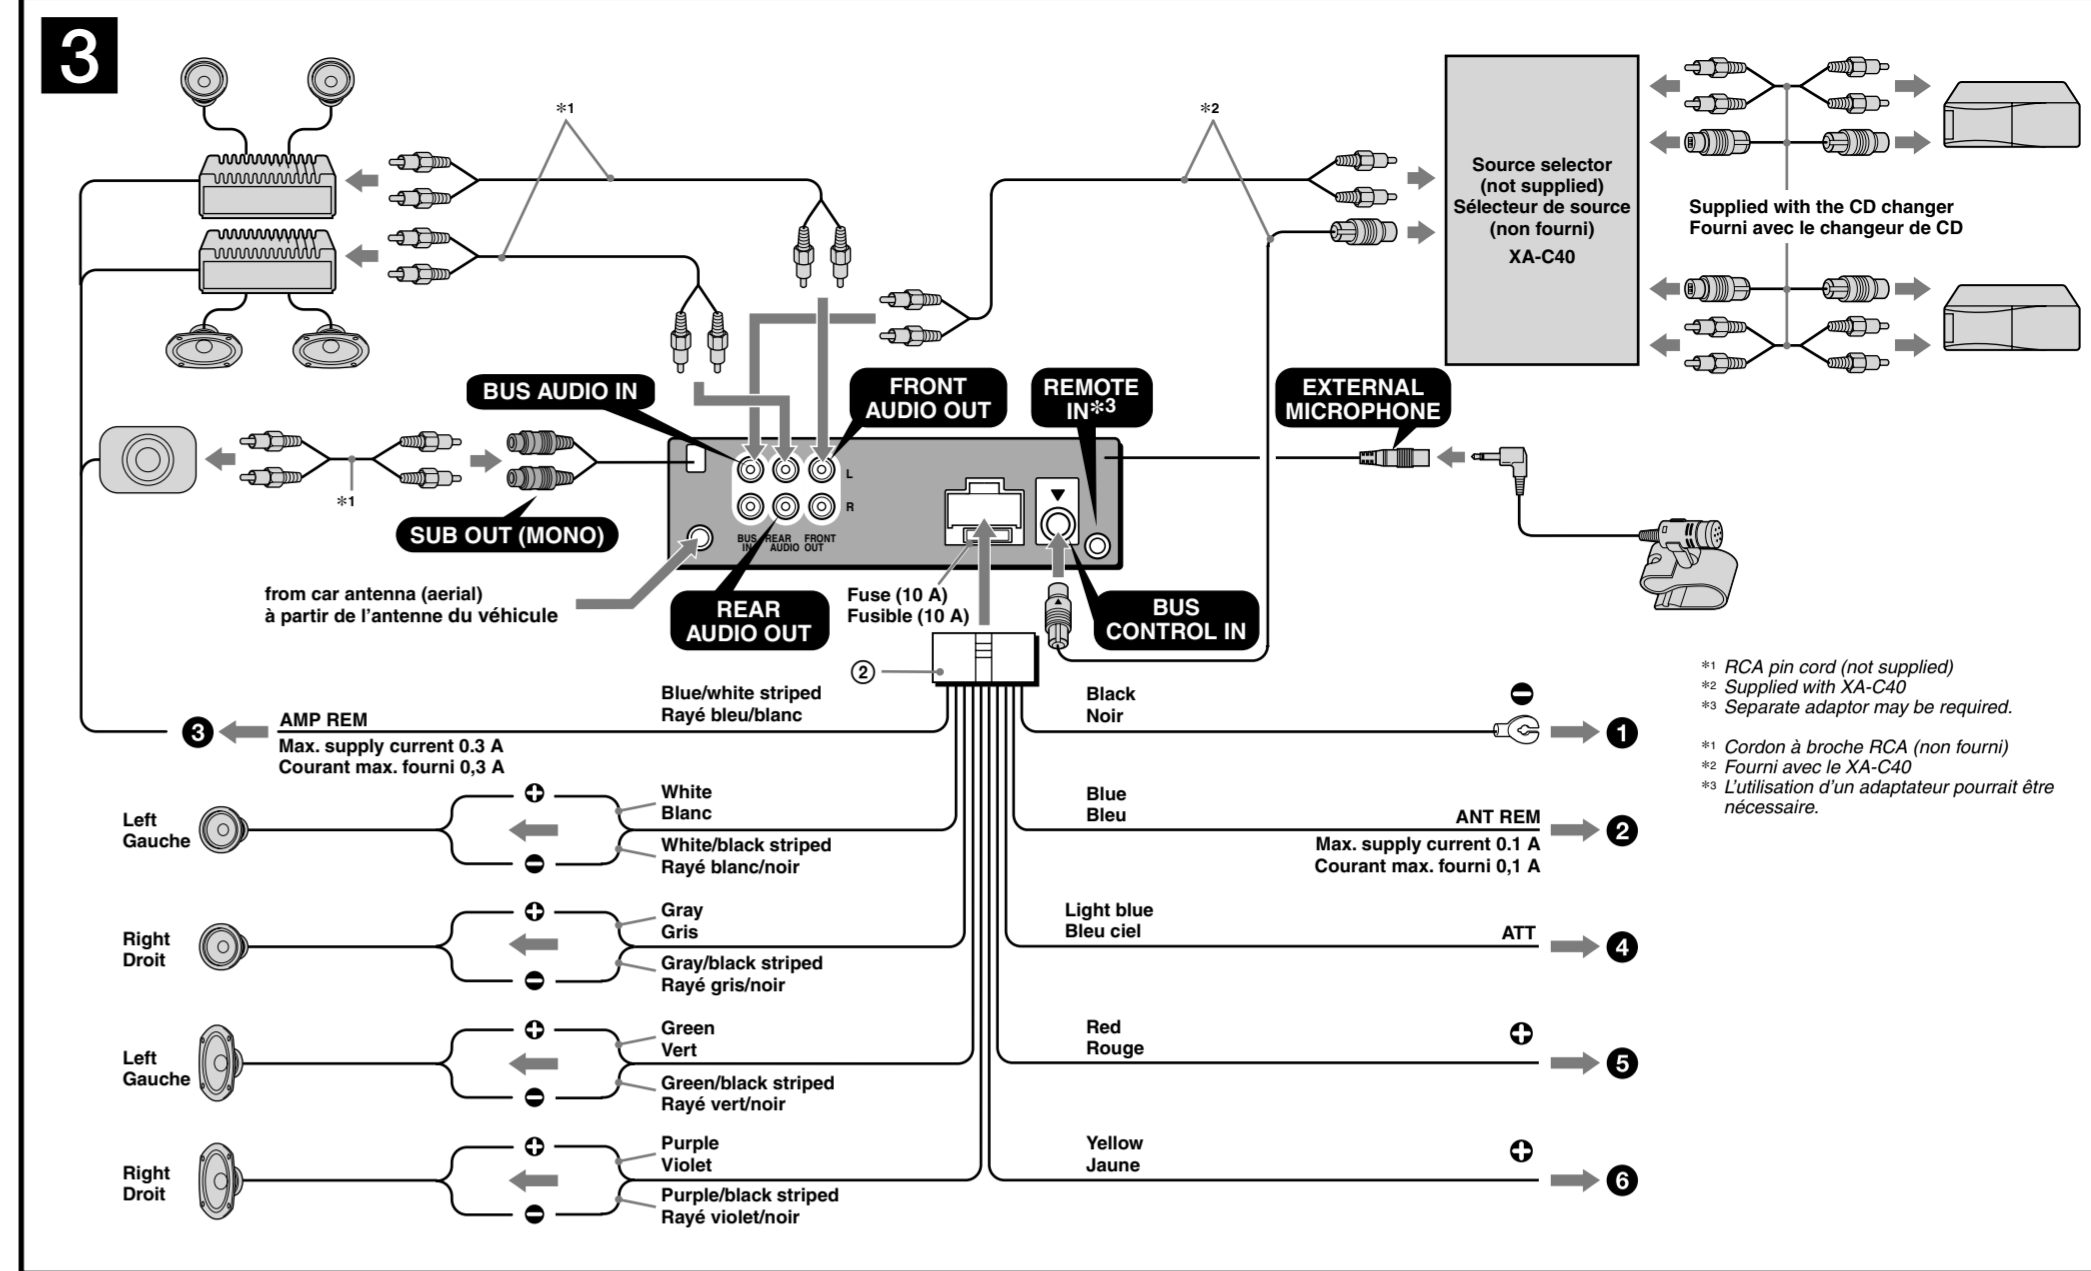 3
*1
*2
Source selector
(not supplied)
Sélecteur de source
(non fourni)
XA-C40
Supplied with the CD changer
Fourni avec le changeur de CD
BUS AUDIO IN
FRONT
AUDIO OUT
REMOTE
IN*3
EXTERNAL
MICROPHONE
*1
SUB OUT (MONO)
L
R
BUS IN
REAR FRONT
AUDIO OUT
from car antenna (aerial)
à partir de l'antenne du véhicule
REAR
AUDIO OUT
Fuse (10 A)
Fusible (10 A)
BUS
CONTROL IN
②
*1 RCA pin cord (not supplied)
*2 Supplied with XA-C40
*3 Separate adaptor may be required.
*1 Cordon à broche RCA (non fourni)
*2 Fourni avec le XA-C40
*3 L'utilisation d'un adaptateur pourrait être
nécessaire.
❸
AMP REM
Max. supply current 0.3 A
Courant max. fourni 0,3 A
Blue/white striped
Rayé bleu/blanc
Left
Gauche
+
−
White
Blanc
White/black striped
Rayé blanc/noir
Right
Droit
+
−
Gray
Gris
Gray/black striped
Rayé gris/noir
Left
Gauche
+
−
Green
Vert
Green/black striped
Rayé vert/noir
Right
Droit
+
−
Purple
Violet
Purple/black striped
Rayé violet/noir
Black
Noir
−
❶
Blue
Bleu
ANT REM
Max. supply current 0.1 A
Courant max. fourni 0,1 A
❷
Light blue
Bleu ciel
ATT
❹
Red
Rouge
+
❺
Yellow
Jaune
+
❻